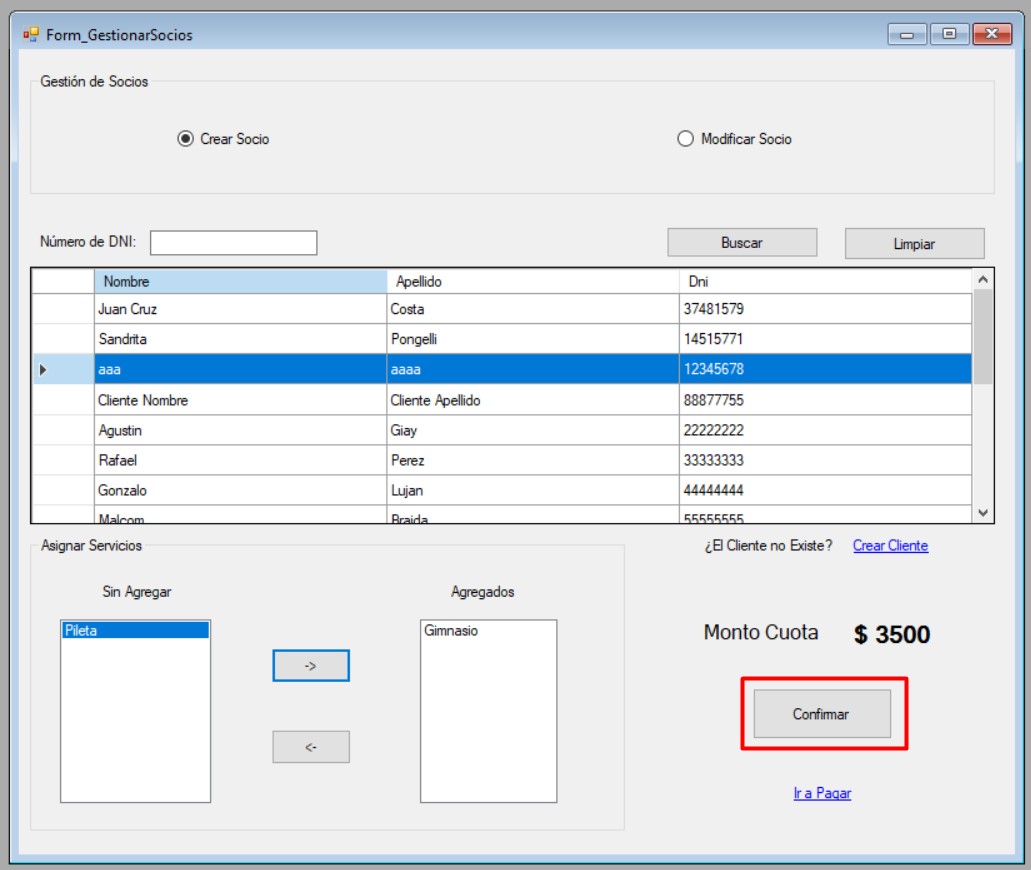 Form_GestionarSocios
Gestión de Socios
Crear Socio Modificar Socio
Número de DNI: Buscar Limpiar
Nombre Apellido Dni
Juan Cruz Costa 37481579
Sandrita Pongelli 14515771
aaa aaaa 12345678
Cliente Nombre Cliente Apellido 88877755
Agustin Giay 22222222
Rafael Perez 33333333
Gonzalo Lujan 44444444
Malcom Braida 55555555
Asignar Servicios ¿El Cliente no Existe? Crear Cliente
Sin Agregar Agregados
Pileta Gimnasio
Monto Cuota $ 3500
->
Confirmar
<-
Ir a Pagar